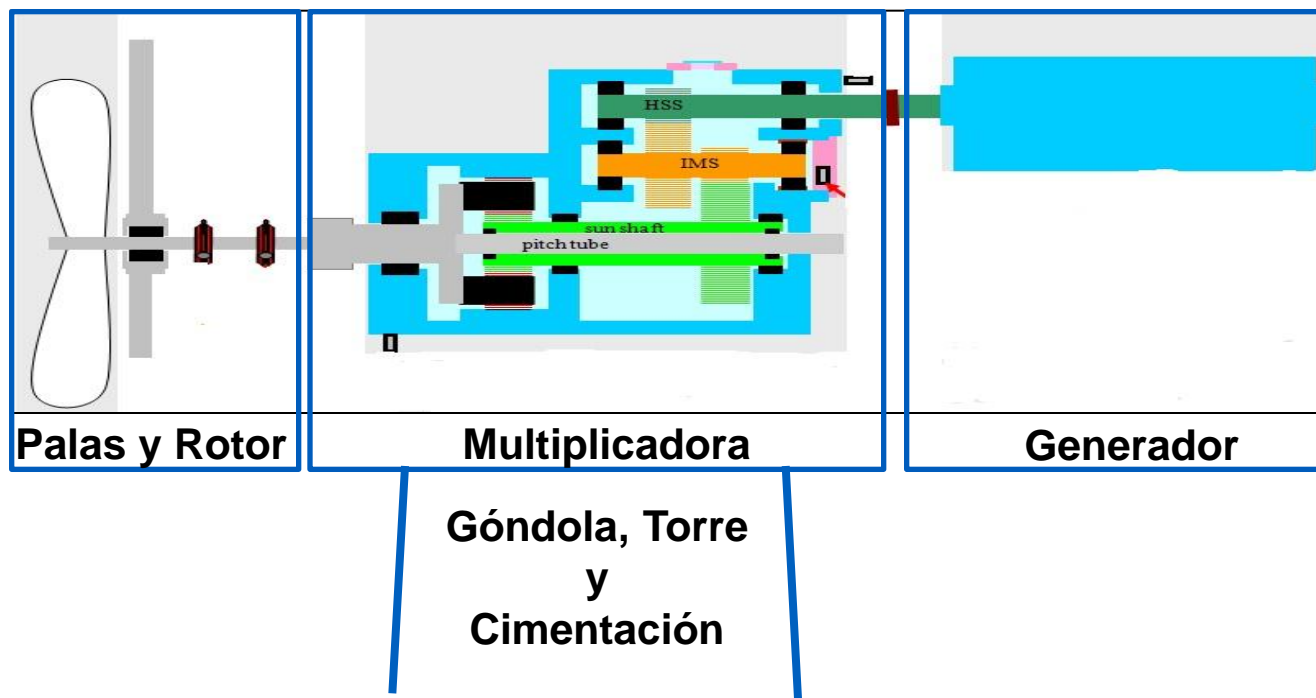 HSS
IMS
sun shaft
pitch tube
Palas y Rotor
Multiplicadora
Generador
Góndola, Torre
y
Cimentación